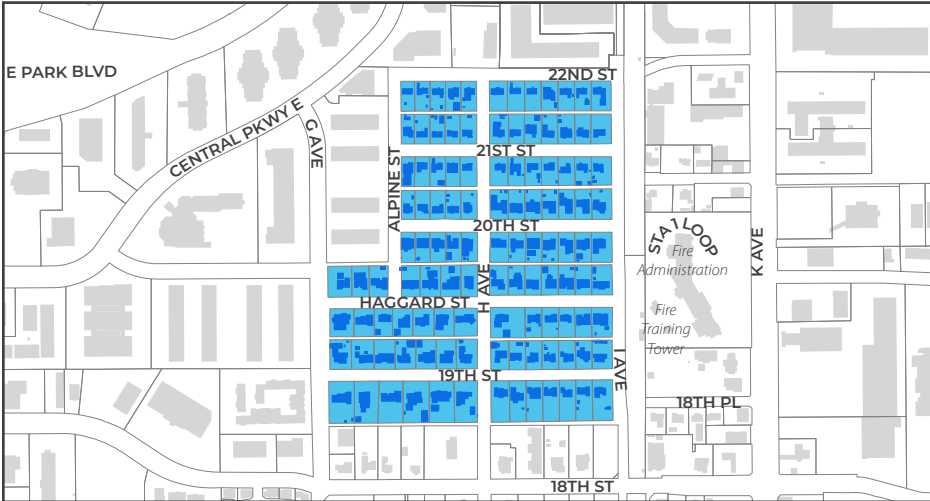 22ND ST
E PARK BLVD
CENTRAL PKWY E
G AVE
21ST ST
ALPINE ST
20TH ST
STA 1 LOOP
K AVE
Fire
Administration
H AVE
HAGGARD ST
Fire
Training
Tower
I AVE
19TH ST
18TH PL
18TH ST